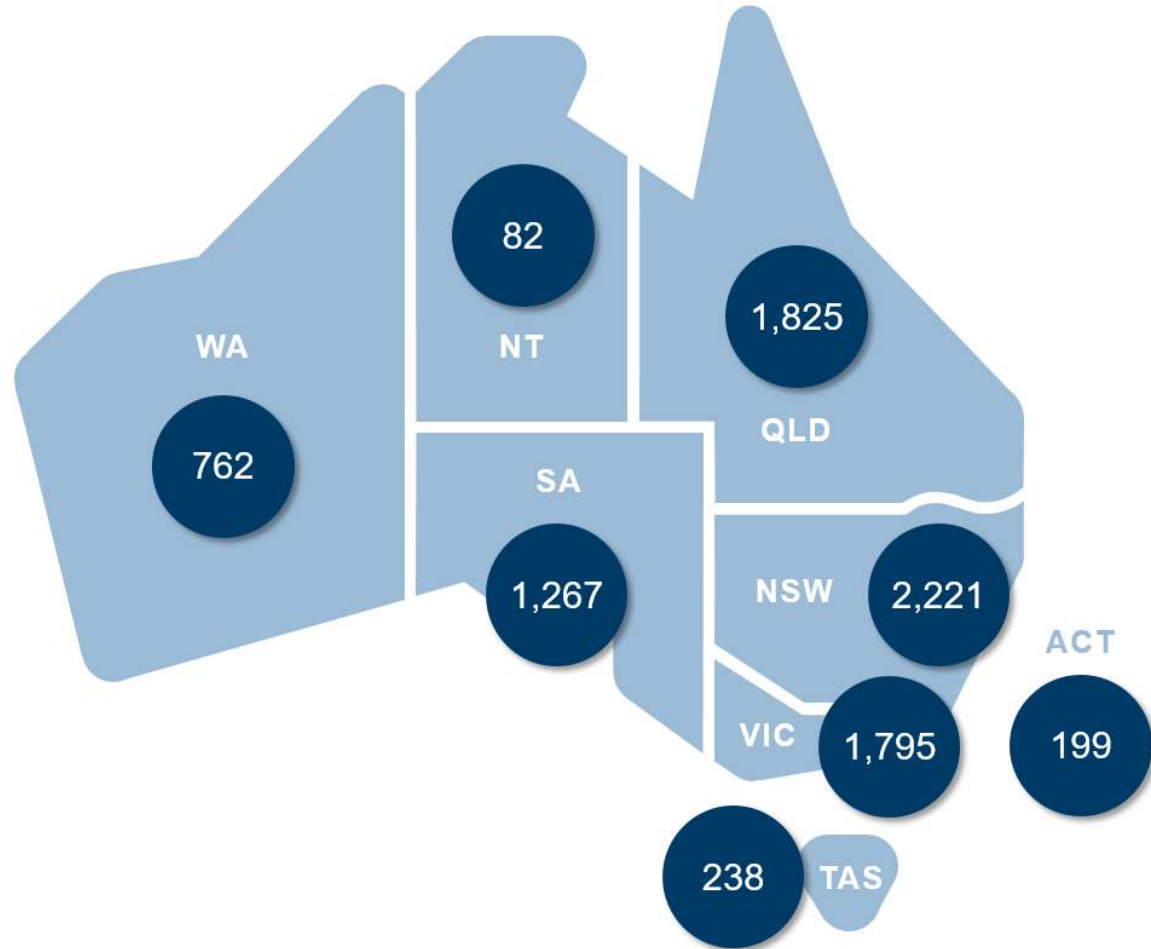 82
NT
1,825
QLD
WA
762
SA
1,267
NSW
2,221
ACT
199
VIC
1,795
238
TAS